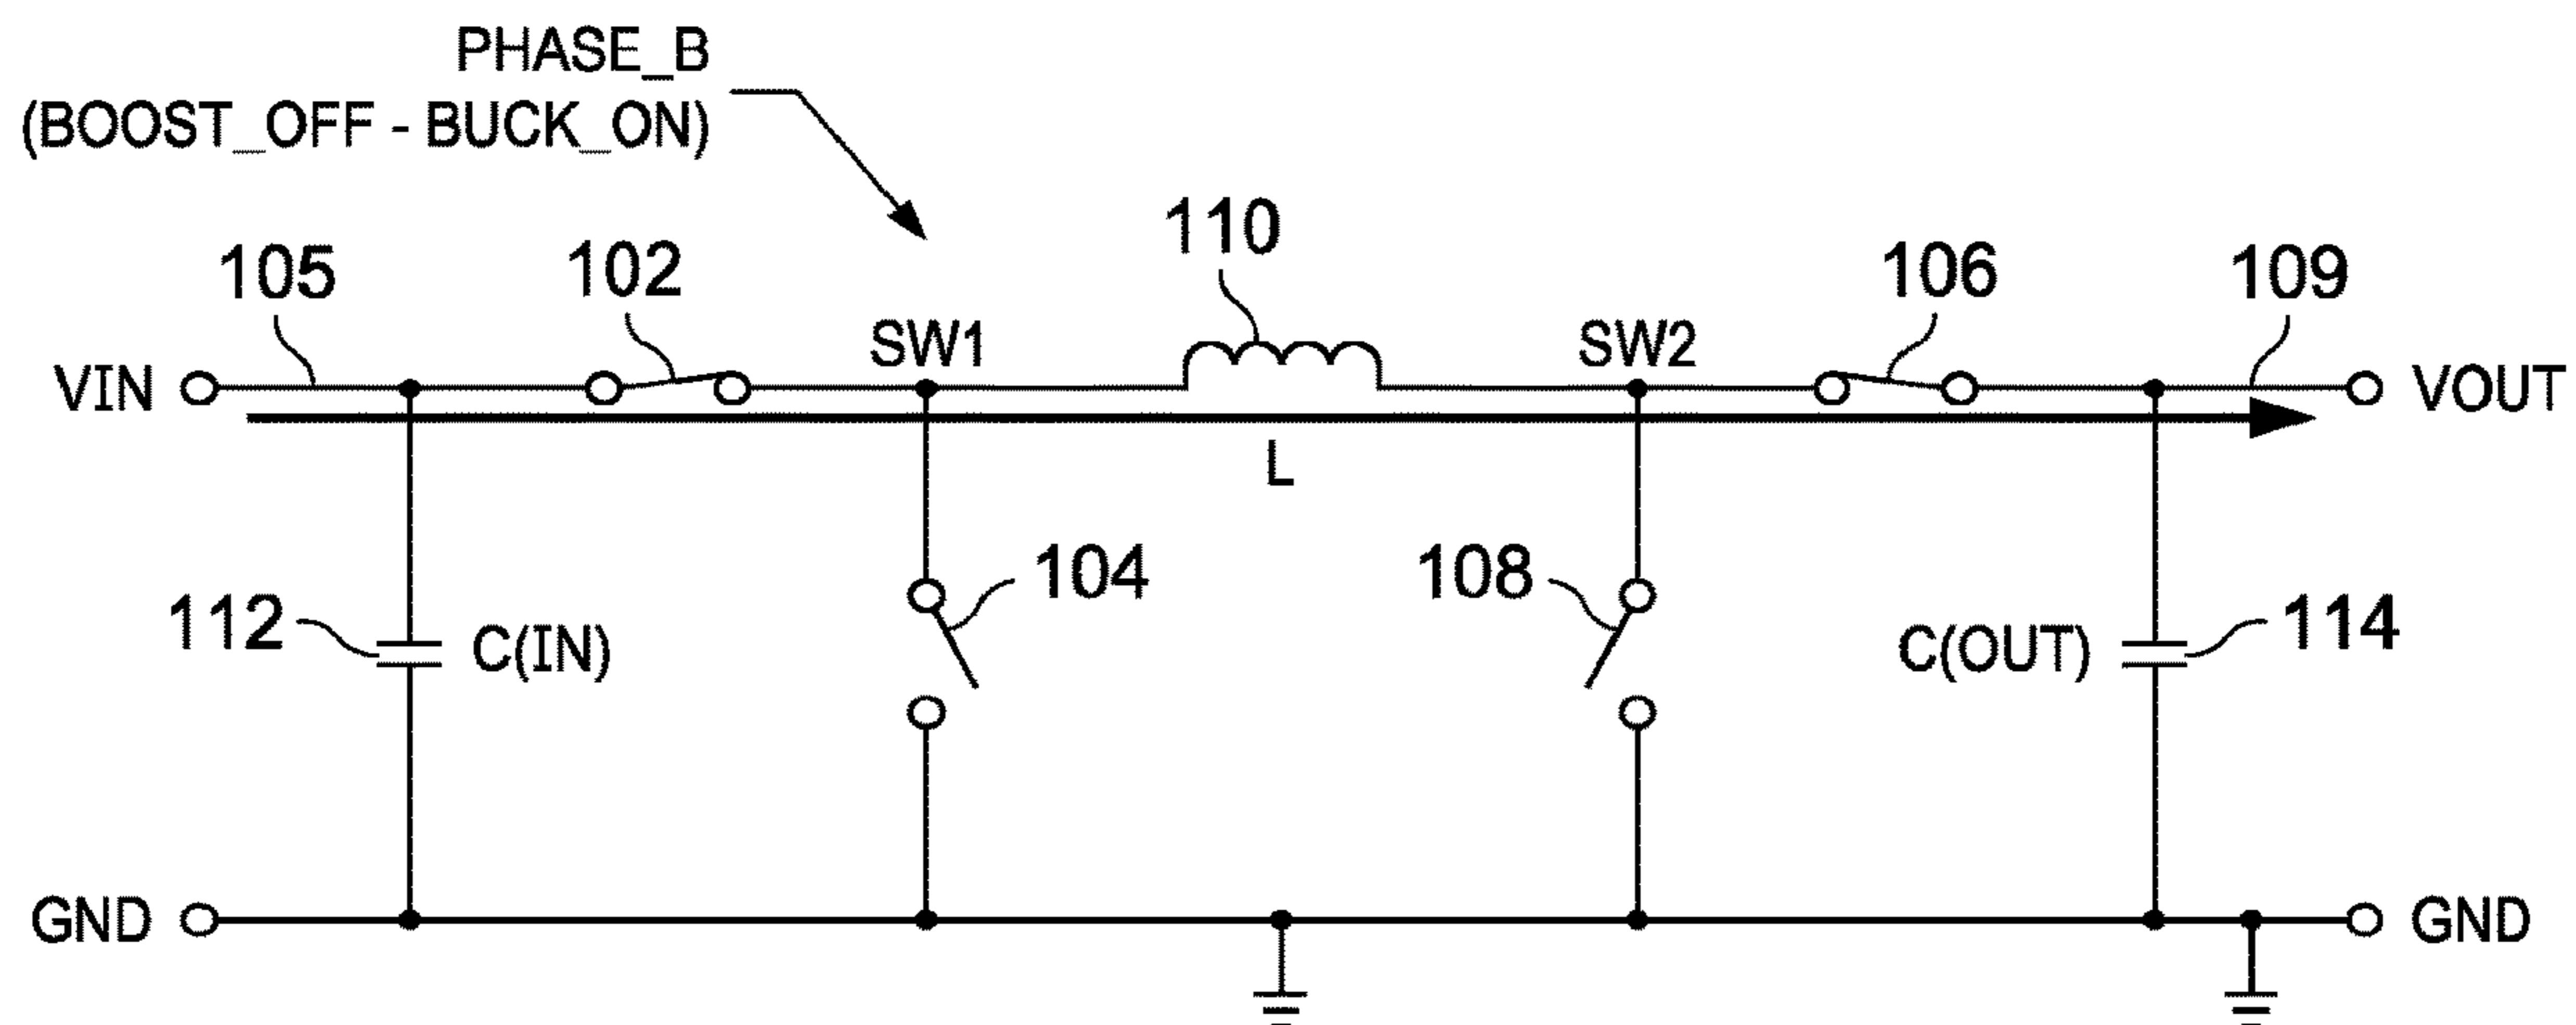 PHASE_B
(BOOST_OFF - BUCK_ON)
110
105
102
106
109
SW1
SW2
VIN
VOUT
L
104
108
112
C(IN)
C(OUT)
114
GND
GND